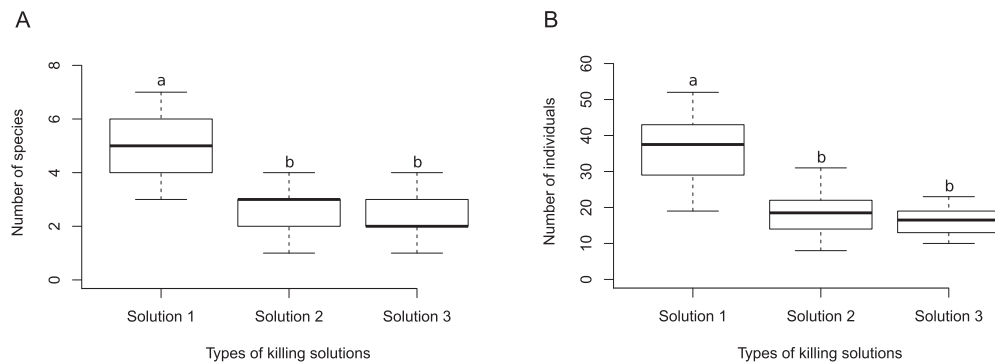 A
Number of species
8
6
4
2
0
a
b
b
Solution 1
Solution 2
Solution 3
Types of killing solutions
B
Number of individuals
60
50
40
30
20
10
0
a
b
b
Solution 1
Solution 2
Solution 3
Types of killing solutions